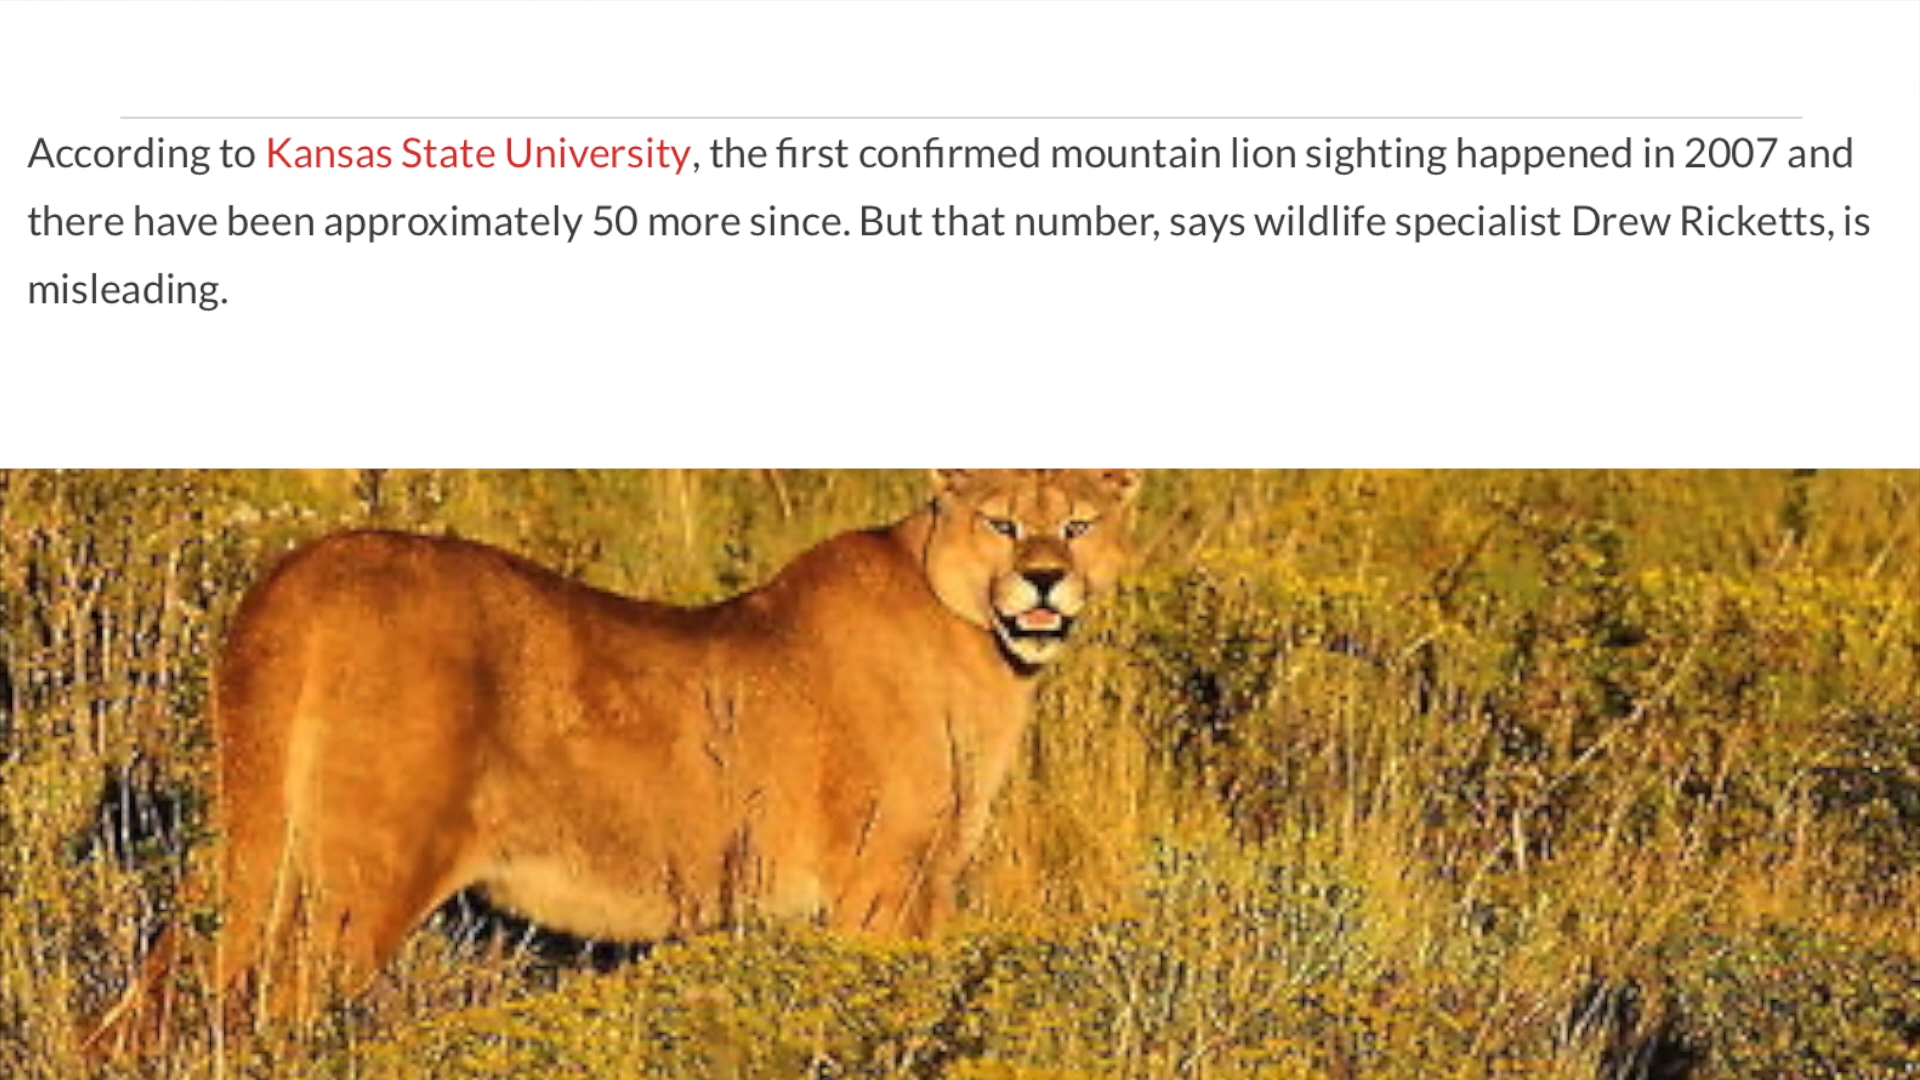 According to Kansas State University, the first confirmed mountain lion sighting happened in 2007 and
there have been approximately 50 more since. But that number, says wildlife specialist Drew Ricketts, is
misleading.